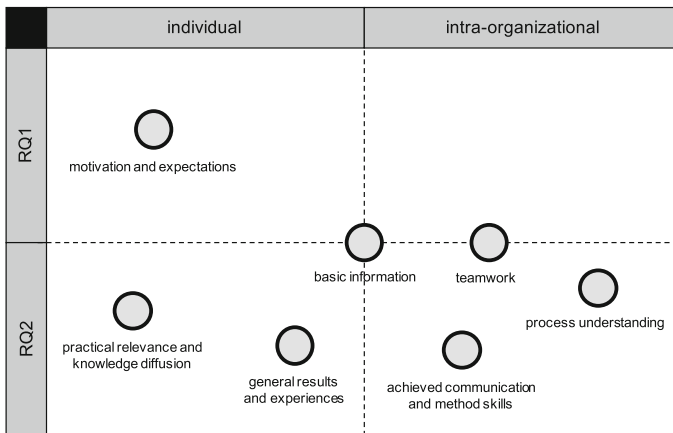 individual
intra-organizational
RQ1
motivation and expectations
basic information
teamwork
process understanding
RQ2
practical relevance and
knowledge diffusion
general results
and experiences
achieved communication
and method skills